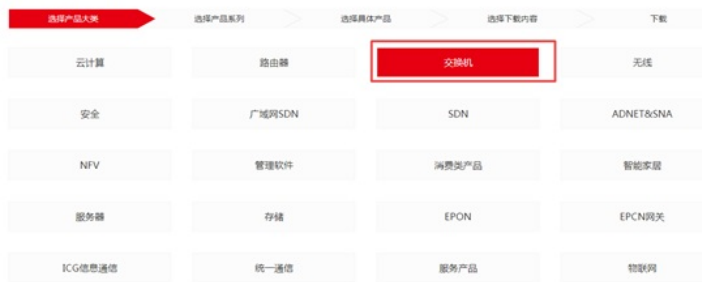 选择产品大类 选择产品系列 选择具体产品 选择下载内容 下载
云计算 路由器 交换机 无线
安全 广域网SDN SDN ADNET&SNA
NFV 管理软件 消费类产品 智能家居
服务器 存储 EPON EPCN网关
ICG信息通信 统一通信 服务产品 物联网